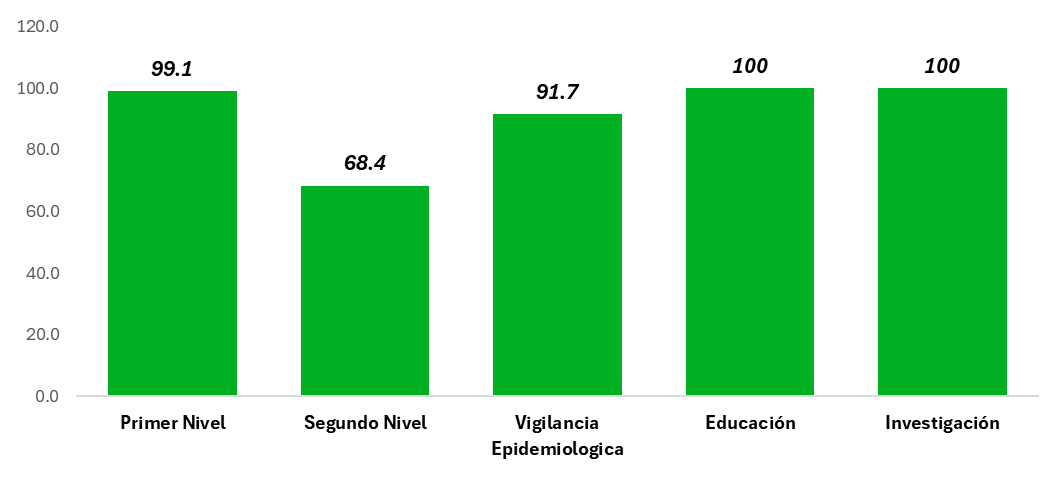 120.0
100.0
80.0
60.0
40.0
20.0
0.0
99.1
68.4
91.7
100
100
Primer Nivel
Segundo Nivel
Vigilancia
Epidemiologica
Educación
Investigación